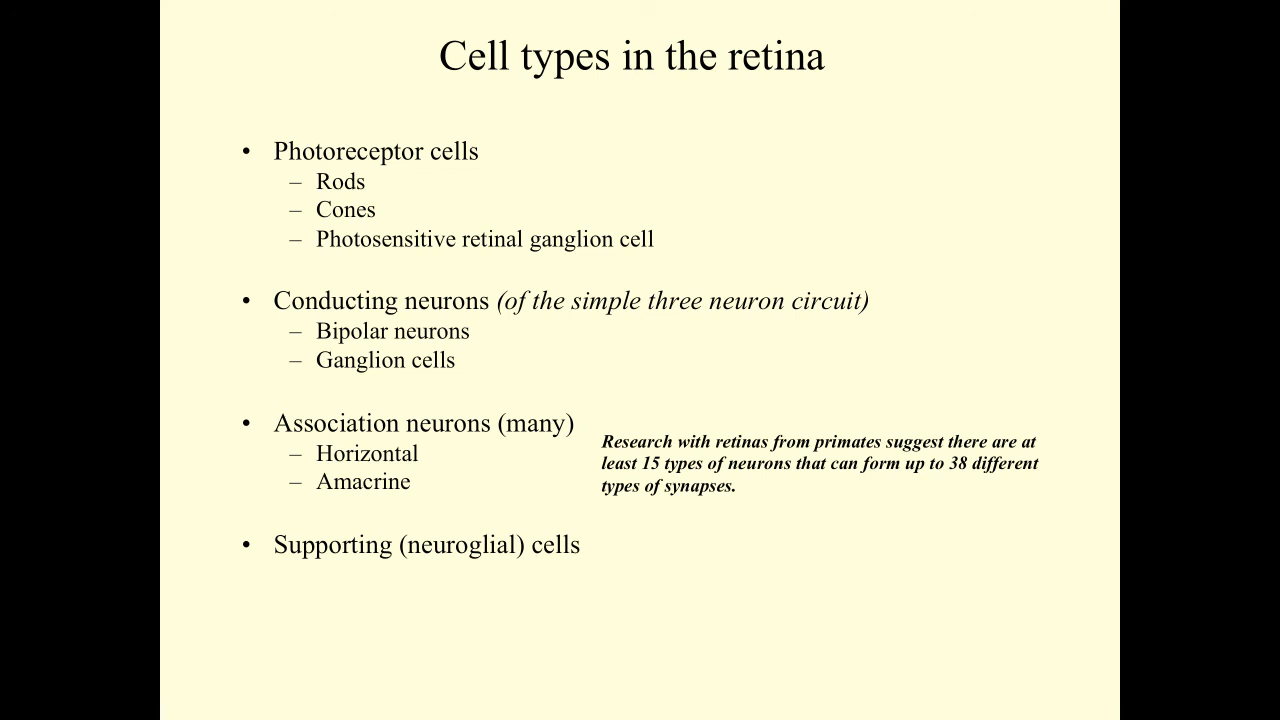 Cell types in the retina
• Photoreceptor cells
– Rods
– Cones
– Photosensitive retinal ganglion cell
• Conducting neurons (of the simple three neuron circuit)
– Bipolar neurons
– Ganglion cells
• Association neurons (many)
– Horizontal
– Amacrine
Research with retinas from primates suggest there are at
least 15 types of neurons that can form up to 38 different
types of synapses.
• Supporting (neuroglial) cells